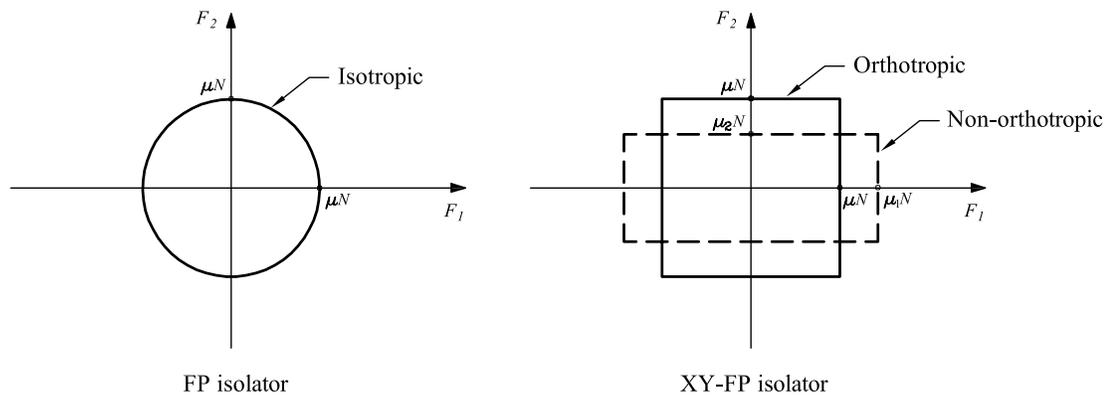 F₂
μN
Isotropic
μN
F₁
FP isolator
F₂
μN
Orthotropic
μ₂N
Non-orthotropic
μN
μ₁N
F₁
XY-FP isolator